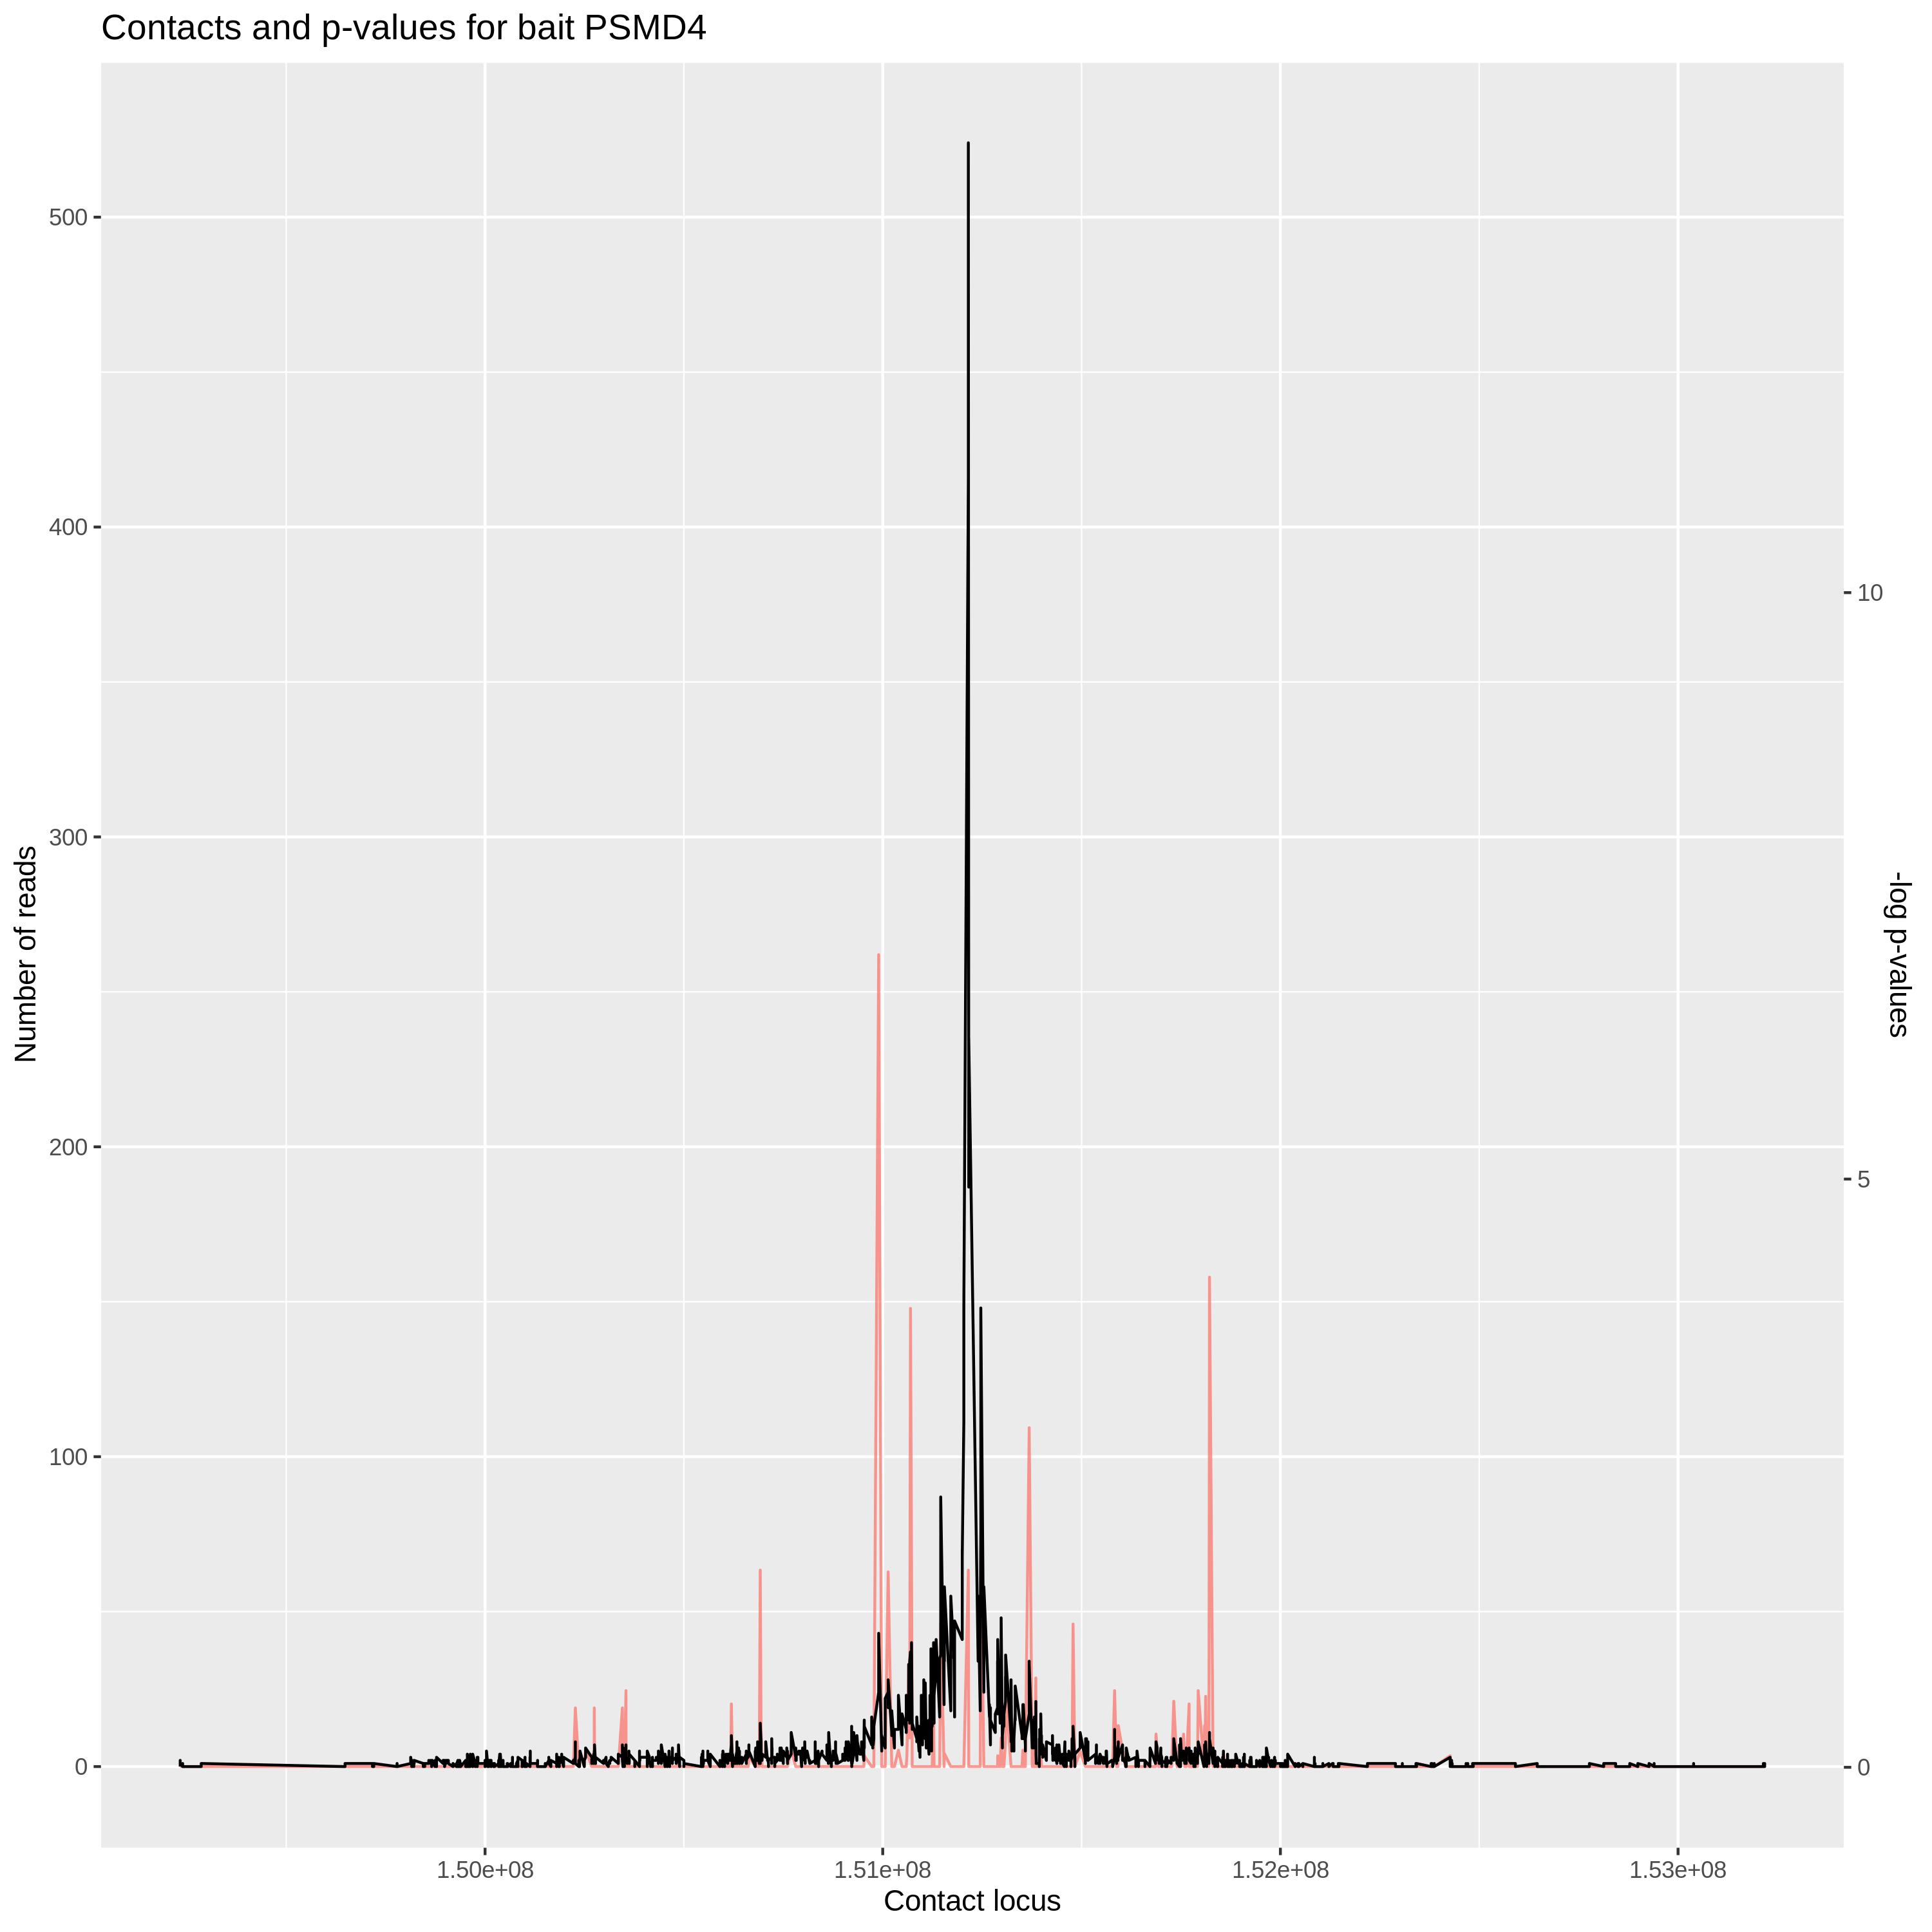 Contacts and p-values for bait PSMD4
Number of reads
500
400
300
200
100
0
10
5
0
-log p-values
1.50e+08
1.51e+08
1.52e+08
1.53e+08
Contact locus